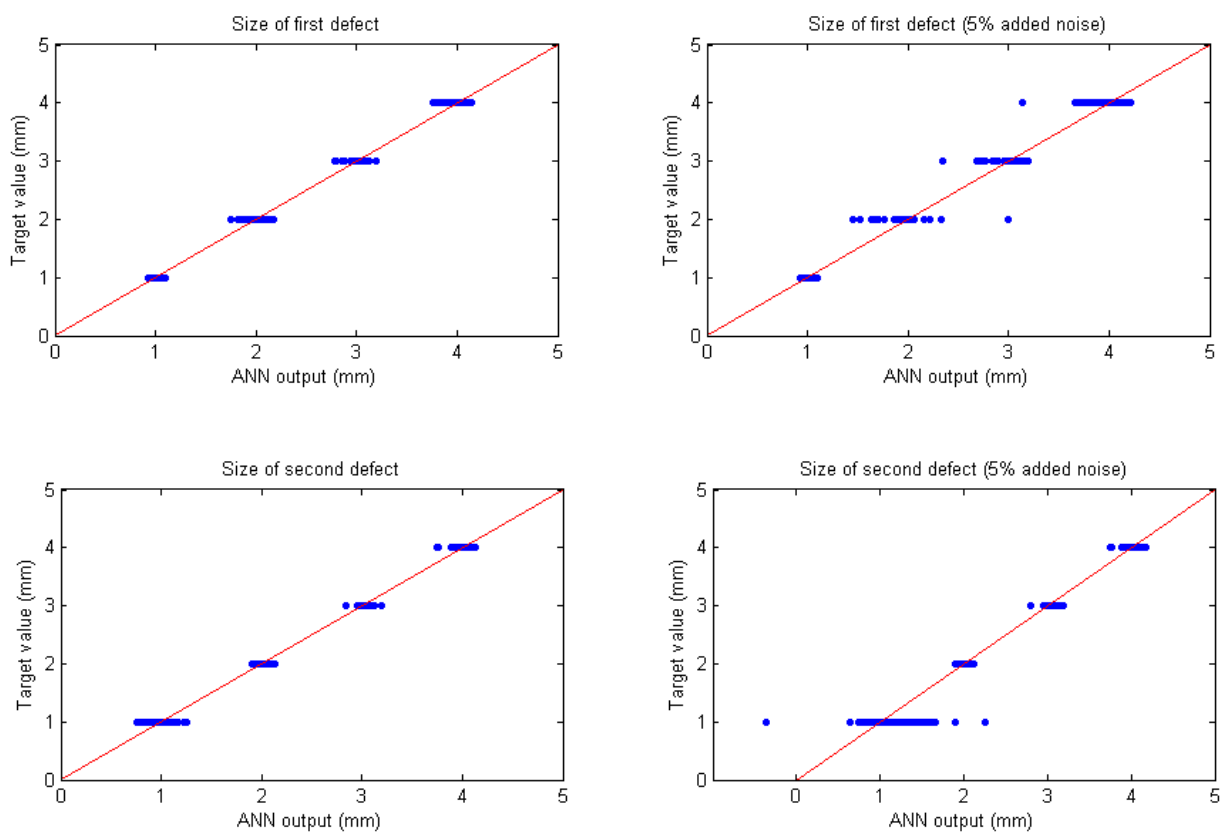 Size of first defect
5
4
3
2
1
0
Target value (mm)
0 1 2 3 4 5
ANN output (mm)
Size of first defect (5% added noise)
5
4
3
2
1
0
Target value (mm)
0 1 2 3 4 5
ANN output (mm)
Size of second defect
5
4
3
2
1
0
Target value (mm)
0 1 2 3 4 5
ANN output (mm)
Size of second defect (5% added noise)
5
4
3
2
1
0
Target value (mm)
0 1 2 3 4 5
ANN output (mm)